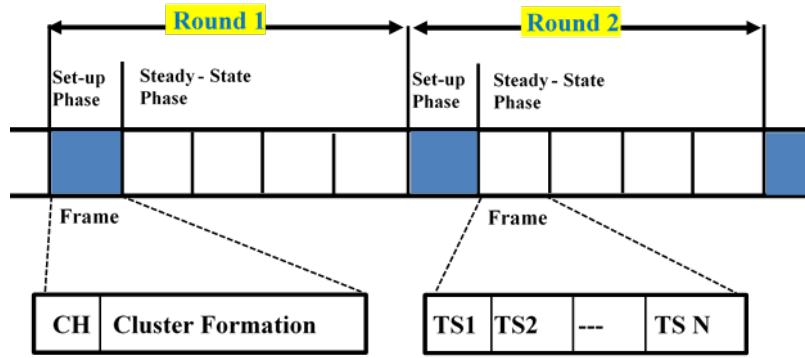 Round 1
Round 2
Set-up
Phase
Steady - State
Phase
Set-up
Phase
Steady - State
Phase
Frame
Frame
CH Cluster Formation
TS1 TS2 --- TS N